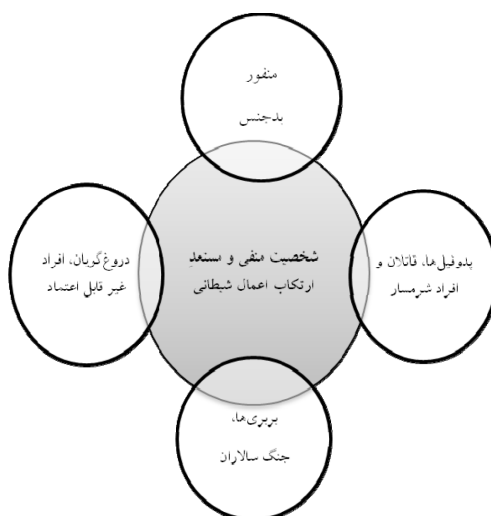 منفور
بدجنس
شخصیت منفی و مستعدِ
ارتکاب اعمال شیطانی
پدوفیل‌ها، قاتلان و
افراد شرمسار
دروغ‌گویان، افراد
غیر قابل اعتماد
بربری‌ها،
جنگ سالاران